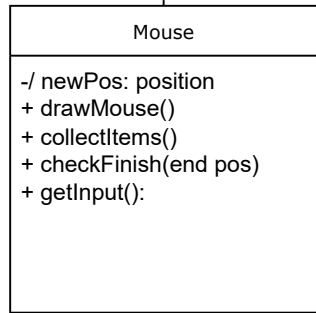 Mouse
-/ newPos: position
+ drawMouse()
+ collectItems()
+ checkFinish(end pos)
+ getInput():